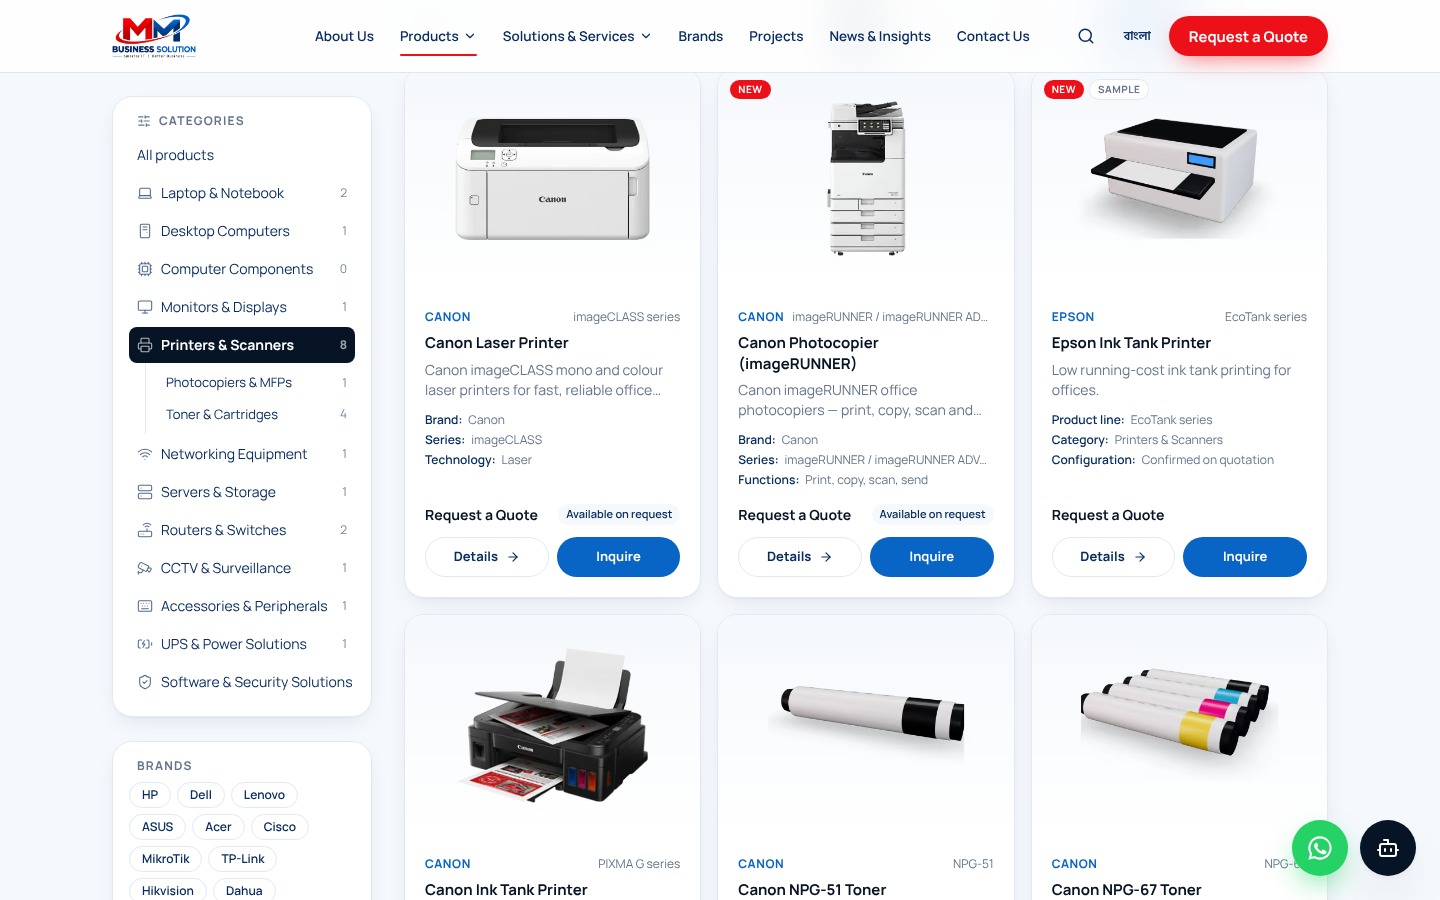 MM
BUSINESS SOLUTION
About Us
Products
Solutions & Services
Brands
Projects
News & Insights
Contact Us
বাংলা
Request a Quote
CATEGORIES
All products
Laptop & Notebook 2
Desktop Computers 1
Computer Components 0
Monitors & Displays 1
Printers & Scanners 8
Photocopiers & MFPs 1
Toner & Cartridges 4
Networking Equipment 1
Servers & Storage 1
Routers & Switches 2
CCTV & Surveillance 1
Accessories & Peripherals 1
UPS & Power Solutions 1
Software & Security Solutions
BRANDS
HP Dell Lenovo
ASUS Acer Cisco
MikroTik TP-Link
Hikvision Dahua
Canon
CANON imageCLASS series
Canon Laser Printer
Canon imageCLASS mono and colour
laser printers for fast, reliable office...
Brand: Canon
Series: imageCLASS
Technology: Laser
Request a Quote Available on request
Details Inquire
NEW
Canon
CANON imageRUNNER / imageRUNNER AD...
Canon Photocopier
(imageRUNNER)
Canon imageRUNNER office
photocopiers — print, copy, scan and...
Brand: Canon
Series: imageRUNNER / imageRUNNER ADV...
Functions: Print, copy, scan, send
Request a Quote Available on request
Details Inquire
NEW SAMPLE
EPSON EcoTank series
Epson Ink Tank Printer
Low running-cost ink tank printing for
offices.
Product line: EcoTank series
Category: Printers & Scanners
Configuration: Confirmed on quotation
Request a Quote
Details Inquire
Canon
CANON PIXMA G series
Canon Ink Tank Printer
CANON NPG-51
Canon NPG-51 Toner
CANON
Canon NPG-67 Toner